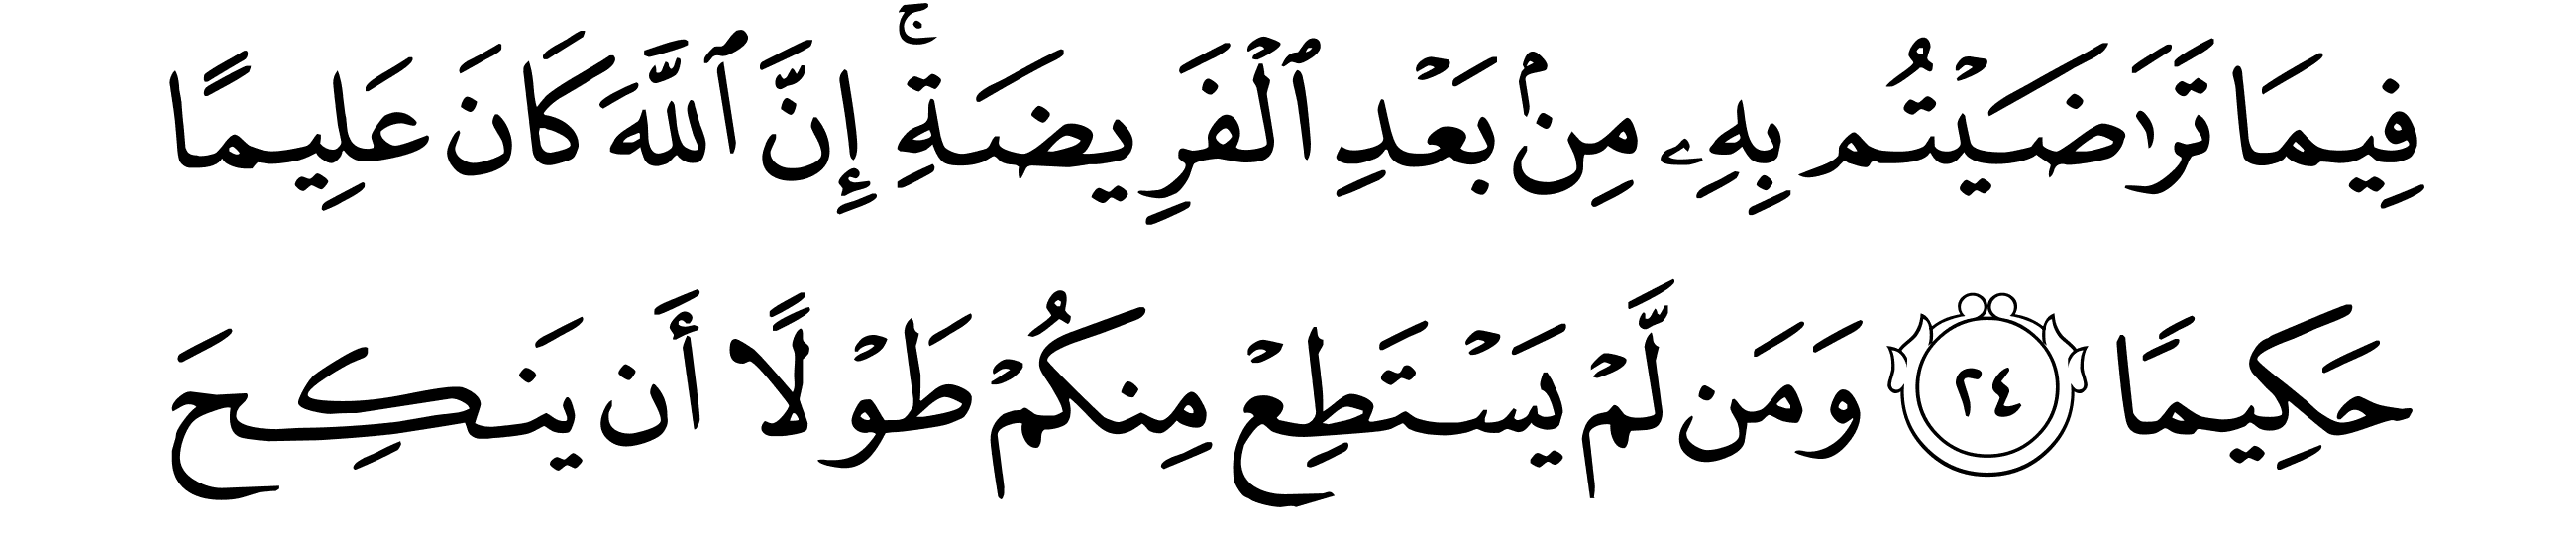 فِيمَا تَرَٰضَيْتُم بِهِۦ مِنۢ بَعْدِ ٱلْفَرِيضَةِۚ إِنَّ ٱللَّهَ كَانَ عَلِيمًا
حَكِيمًا ٢٤ وَمَن لَّمْ يَسْتَطِعْ مِنكُمْ طَوْلًا أَن يَنكِحَ